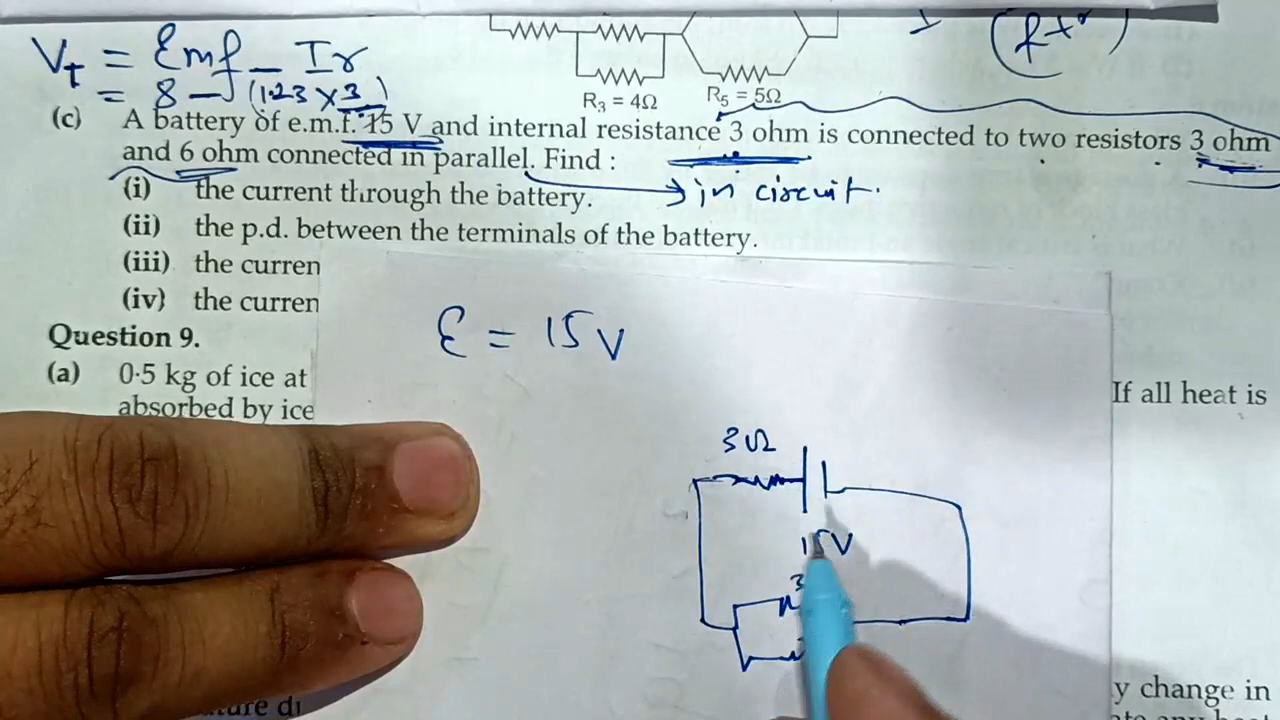 Vt = Emf - Ir
(R+r)
= 8 - (1.23 × 3)
R3 = 4Ω R5 = 5Ω
(c) A battery of e.m.f. 15 V and internal resistance 3 ohm is connected to two resistors 3 ohm
and 6 ohm connected in parallel. Find :
(i) the current through the battery.
→ in circuit.
(ii) the p.d. between the terminals of the battery.
(iii) the curren
(iv) the curren
Question 9.
(a) 0·5 kg of ice at
If all heat is
absorbed by ice
ℰ = 15 V
3Ω
15V
3
y change in